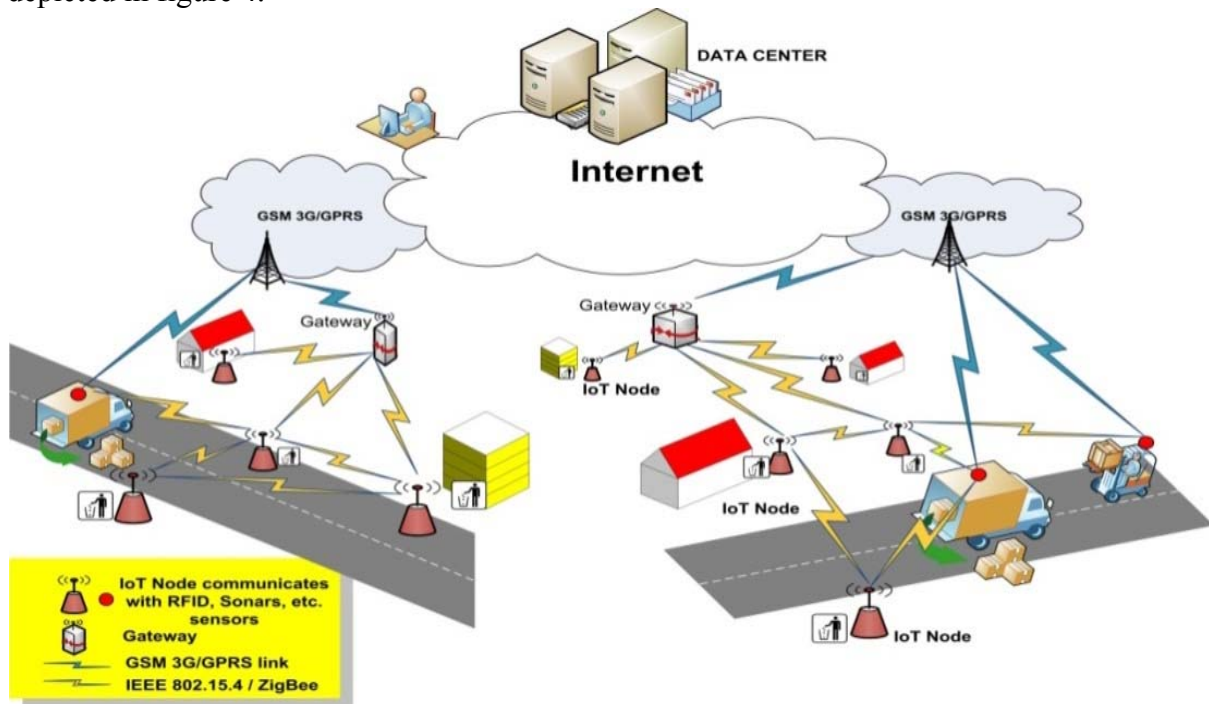 depicted in figure 4.
DATA CENTER
Internet
GSM 3G/GPRS
GSM 3G/GPRS
Gateway
Gateway
IoT Node
IoT Node
IoT Node
IoT Node communicates
with RFID, Sonars, etc.
sensors
Gateway
GSM 3G/GPRS link
IEEE 802.15.4 / ZigBee